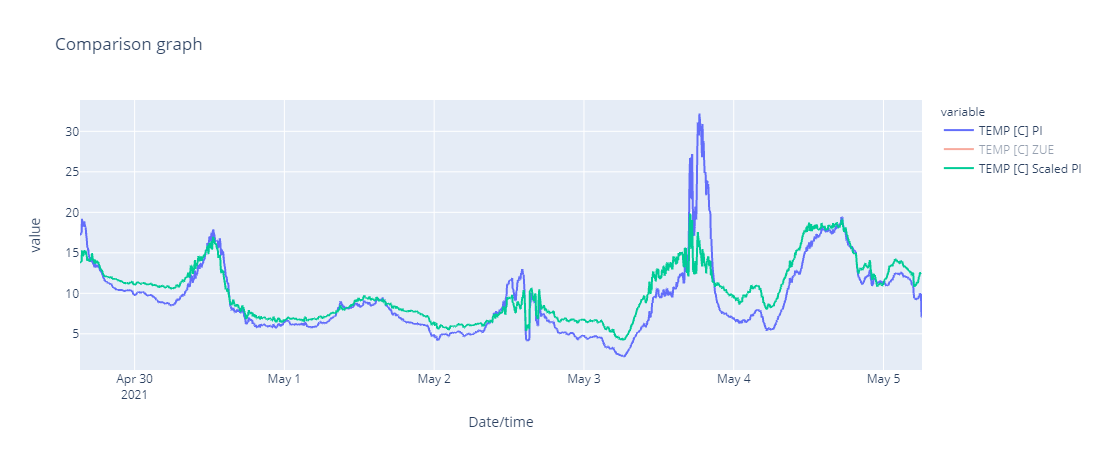 Comparison graph
variable
TEMP [C] PI
TEMP [C] ZUE
TEMP [C] Scaled PI
value
30
25
20
15
10
5
Apr 30
2021
May 1
May 2
May 3
May 4
May 5
Date/time